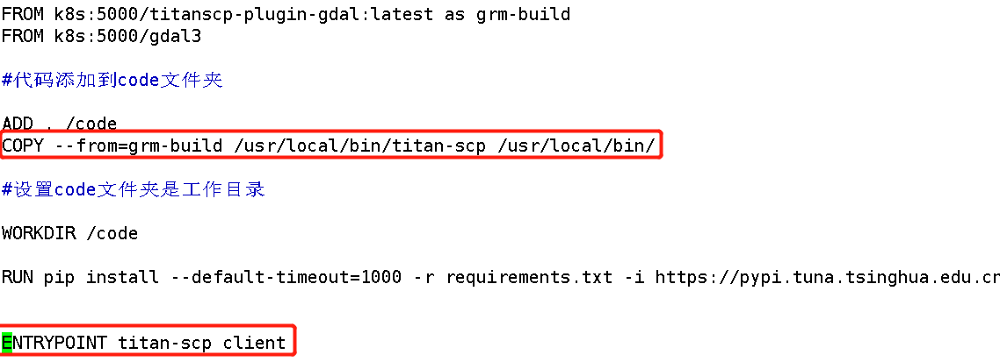 FROM k8s:5000/titanscp-plugin-gdal:latest as grm-build
FROM k8s:5000/gdal3
#代码添加到code文件夹
ADD . /code
COPY --from=grm-build /usr/local/bin/titan-scp /usr/local/bin/
#设置code文件夹是工作目录
WORKDIR /code
RUN pip install --default-timeout=1000 -r requirements.txt -i https://pypi.tuna.tsinghua.edu.cn
ENTRYPOINT titan-scp client